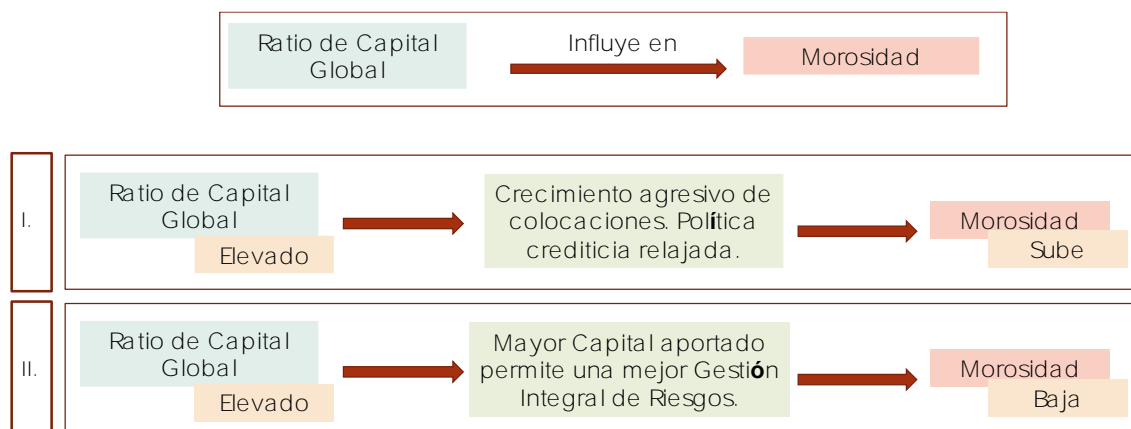 Ratio de Capital
Global
Influye en
Morosidad
I.
Ratio de Capital
Global
Elevado
Crecimiento agresivo de
colocaciones. Política
crediticia relajada.
Morosidad
Sube
II.
Ratio de Capital
Global
Elevado
Mayor Capital aportado
permite una mejor Gestión
Integral de Riesgos.
Morosidad
Baja